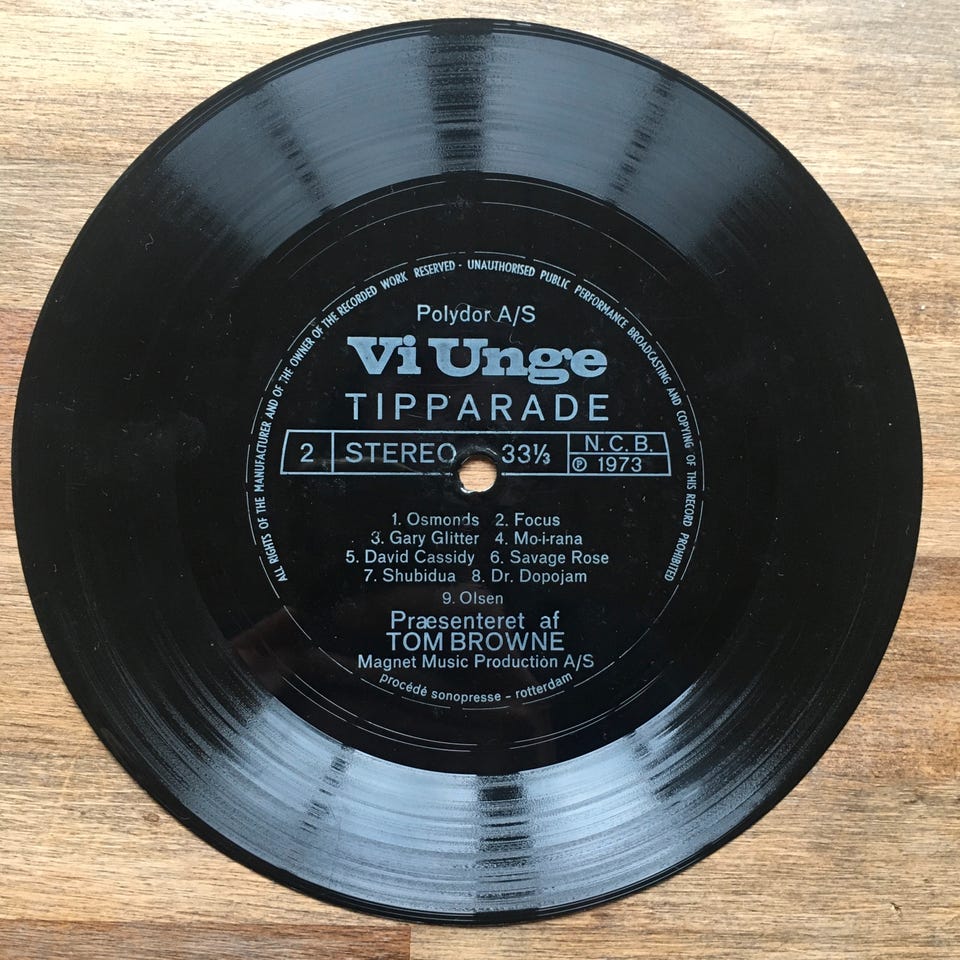 ALL RIGHTS OF THE MANUFACTURER AND OF THE OWNER OF THE RECORDED WORK RESERVED · UNAUTHORISED PUBLIC PERFORMANCE BROADCASTING AND COPYING OF THIS RECORD PROHIBITED
Polydor A/S
Vi Unge
TIPPARADE
2 STEREO 33⅓ N.C.B. ℗ 1973
1. Osmonds 2. Focus
3. Gary Glitter 4. Mo-i-rana
5. David Cassidy 6. Savage Rose
7. Shubidua 8. Dr. Dopojam
9. Olsen
Præsenteret af
TOM BROWNE
Magnet Music Production A/S
procédé sonopresse - rotterdam